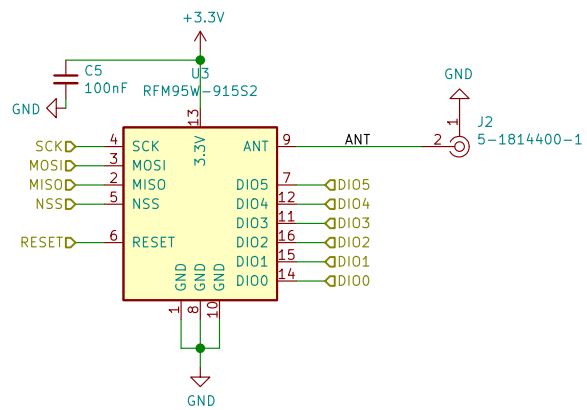 +3.3V
C5
100nF
GND
U3
RFM95W-915S2
GND
J2
5-1814400-1
13
3.3V
SCK 4 SCK
MOSI 3 MOSI
MISO 2 MISO
NSS 5 NSS
RESET 6 RESET
ANT 9 ANT 2 1
DIO5 7 DIO5
DIO4 12 DIO4
DIO3 11 DIO3
DIO2 16 DIO2
DIO1 15 DIO1
DIO0 14 DIO0
GND GND GND
1 8 10
GND